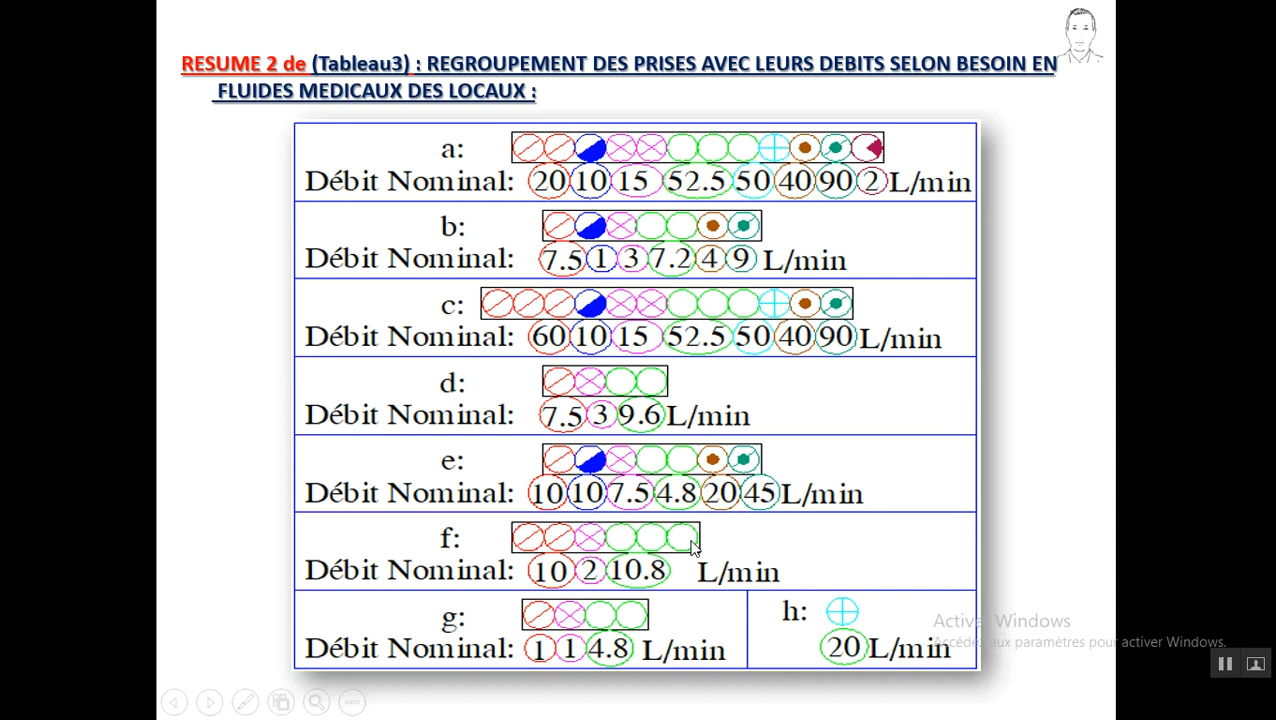 RESUME 2 de (Tableau3) : REGROUPEMENT DES PRISES AVEC LEURS DEBITS SELON BESOIN EN
FLUIDES MEDICAUX DES LOCAUX :
a:
Débit Nominal: 20 10 15 52.5 50 40 90 2 L/min
b:
Débit Nominal: 7.5 1 3 7.2 4 9 L/min
c:
Débit Nominal: 60 10 15 52.5 50 40 90 L/min
d:
Débit Nominal: 7.5 3 9.6 L/min
e:
Débit Nominal: 10 10 7.5 4.8 20 45 L/min
f:
Débit Nominal: 10 2 10.8 L/min
g:
Débit Nominal: 1 1 4.8 L/min
h:
20 L/min
Activer Windows
Accédez aux paramètres pour activer Windows.